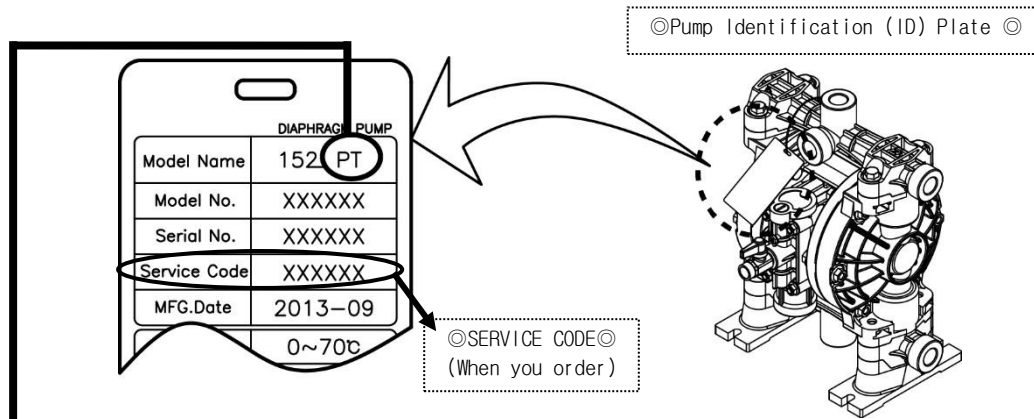 ◎Pump Identification (ID) Plate ◎
DIAPHRAGM PUMP
Model Name 152 PT
Model No. XXXXXX
Serial No. XXXXXX
Service Code XXXXXX
MFG.Date 2013-09
0~70℃
◎SERVICE CODE◎
(When you order)